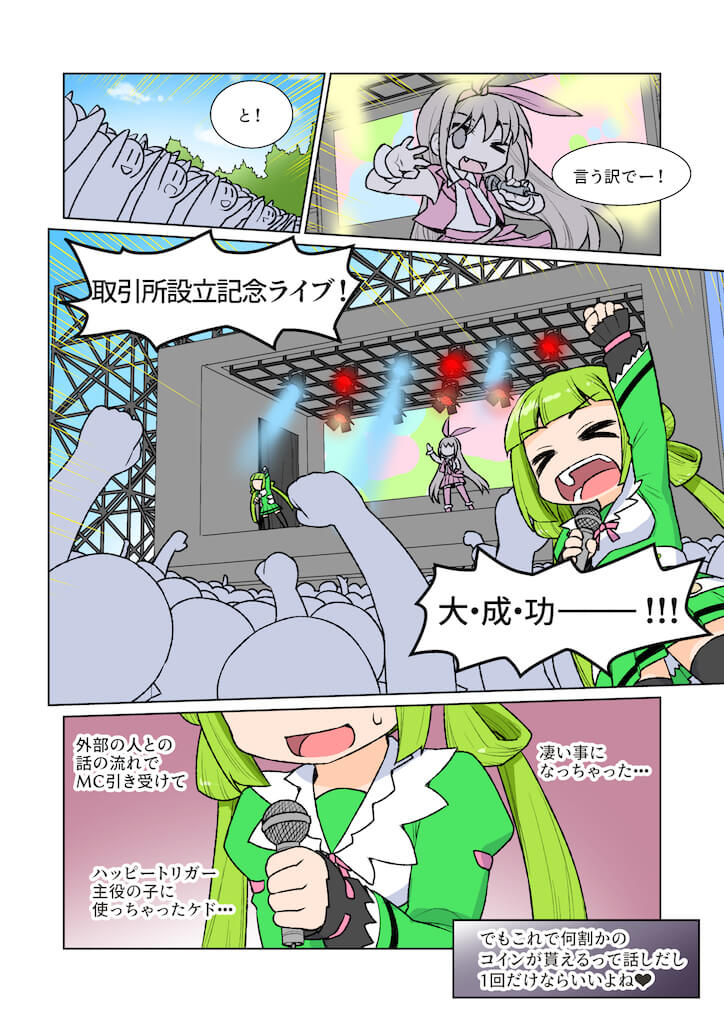 言う訳でー!
と!
取引所設立記念ライブ!
大・成・功――!!!
凄い事に
なっちゃった…
外部の人との
話の流れで
MC引き受けて
ハッピートリガー
主役の子に
使っちゃったケド…
でもこれで何割かの
コインが貰えるって話しだし
1回だけならいいよね♥